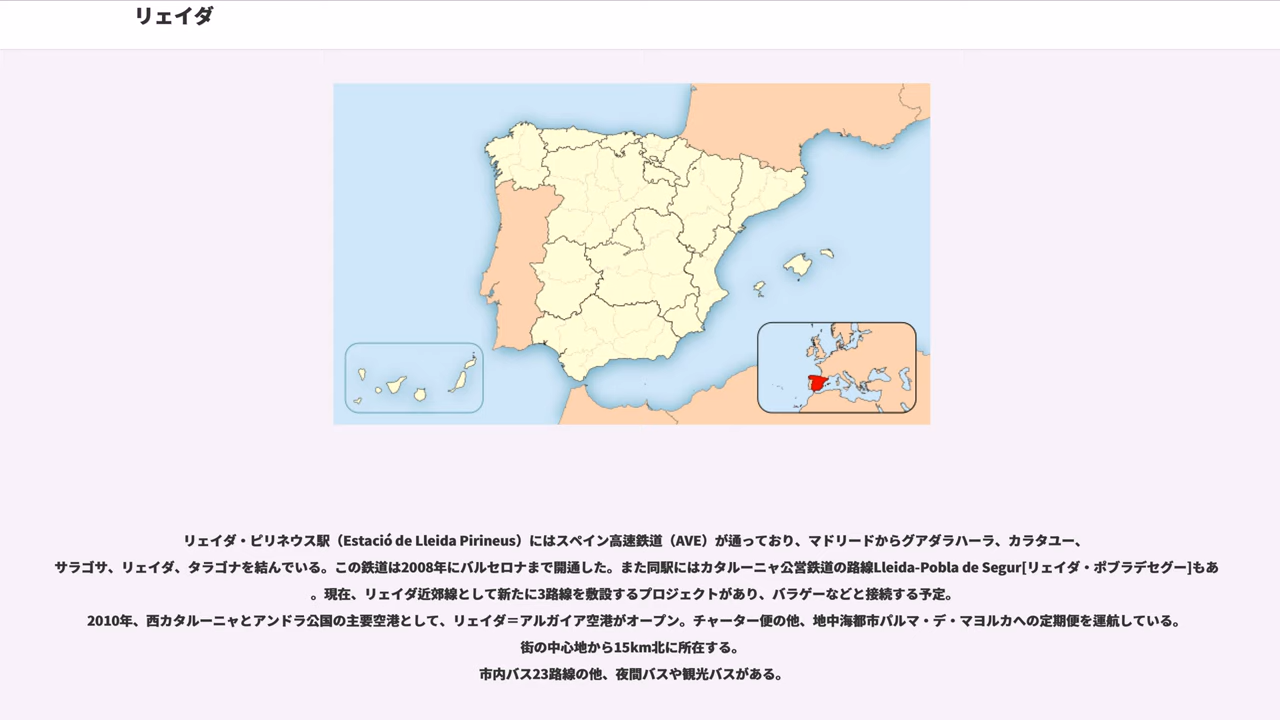 リェイダ
リェイダ・ピリネウス駅（Estació de Lleida Pirineus）にはスペイン高速鉄道（AVE）が通っており、マドリードからグアダラハーラ、カラタユー、
サラゴサ、リェイダ、タラゴナを結んでいる。この鉄道は2008年にバルセロナまで開通した。また同駅にはカタルーニャ公営鉄道の路線Lleida-Pobla de Segur[リェイダ・ポブラデセグー]もあ
。現在、リェイダ近郊線として新たに3路線を敷設するプロジェクトがあり、バラゲーなどと接続する予定。
2010年、西カタルーニャとアンドラ公国の主要空港として、リェイダ＝アルガイア空港がオープン。チャーター便の他、地中海都市パルマ・デ・マヨルカへの定期便を運航している。
街の中心地から15km北に所在する。
市内バス23路線の他、夜間バスや観光バスがある。